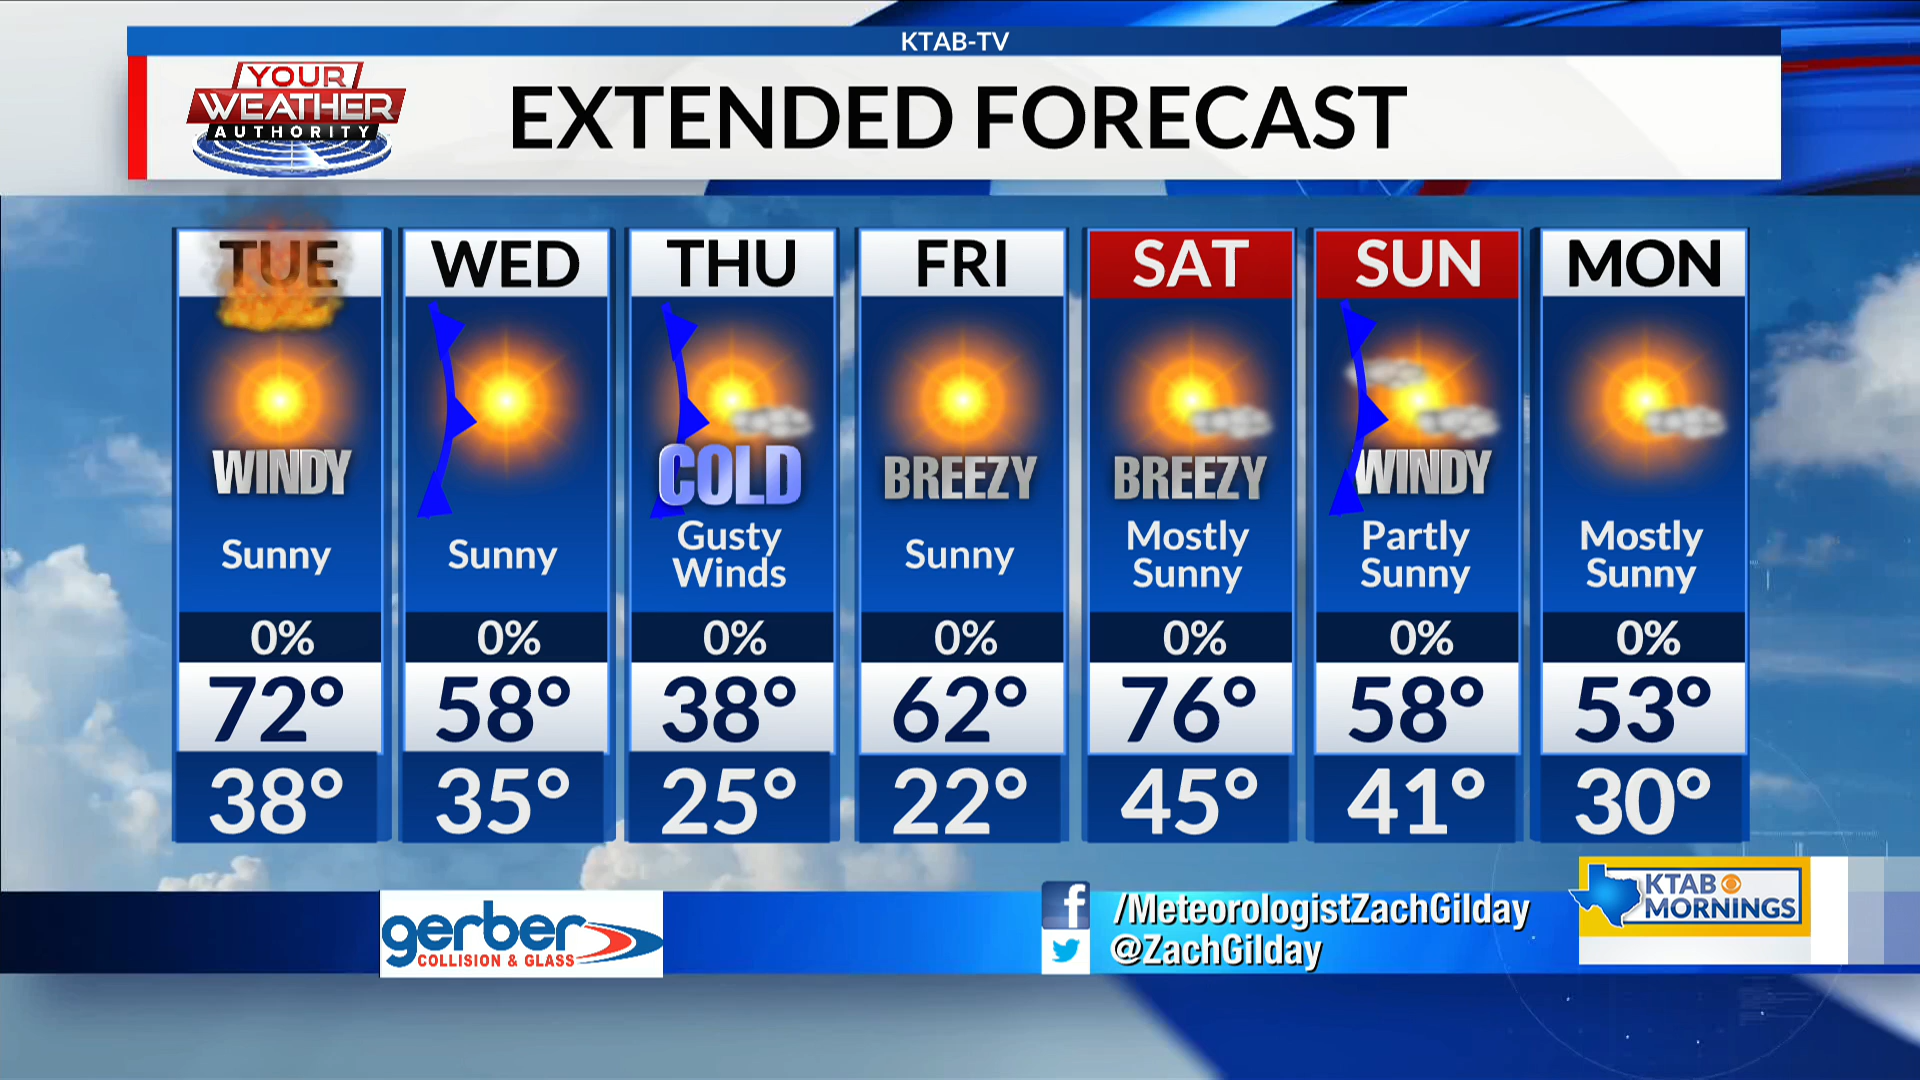 KTAB-TV
YOUR
WEATHER
AUTHORITY
EXTENDED FORECAST
TUE WED THU FRI SAT SUN MON
WINDY COLD BREEZY BREEZY WINDY
Sunny
Sunny
Gusty
Winds
Sunny
Mostly
Sunny
Partly
Sunny
Mostly
Sunny
0% 0% 0% 0% 0% 0% 0%
72° 58° 38° 62° 76° 58° 53°
38° 35° 25° 22° 45° 41° 30°
gerber
COLLISION & GLASS
f /MeteorologistZachGilday
@ZachGilday
KTAB
MORNINGS